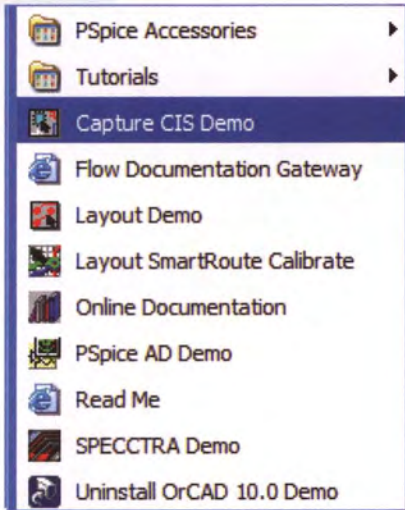 PSpice Accessories
Tutorials
Capture CIS Demo
Flow Documentation Gateway
Layout Demo
Layout SmartRoute Calibrate
Online Documentation
PSpice AD Demo
Read Me
SPECCTRA Demo
Uninstall OrCAD 10.0 Demo